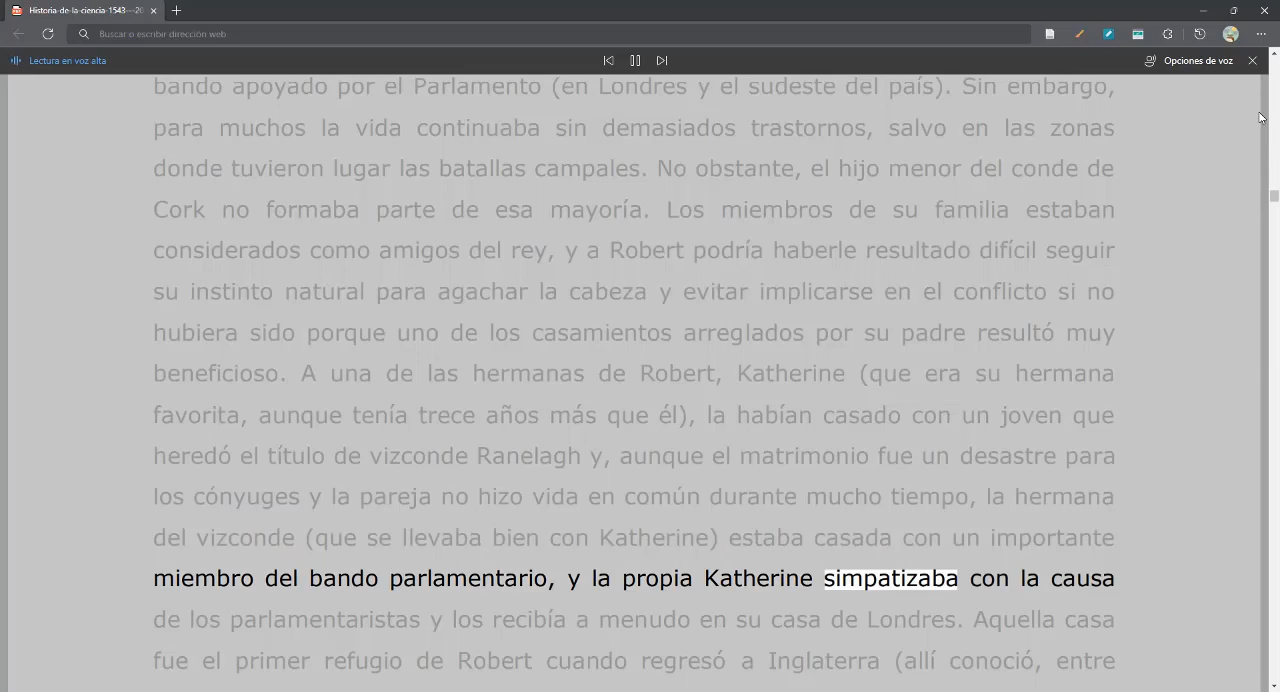 Historia-de-la-ciencia-1543---20
Buscar o escribir dirección web
Lectura en voz alta
Opciones de voz
bando apoyado por el Parlamento (en Londres y el sudeste del país). Sin embargo,
para muchos la vida continuaba sin demasiados trastornos, salvo en las zonas
donde tuvieron lugar las batallas campales. No obstante, el hijo menor del conde de
Cork no formaba parte de esa mayoría. Los miembros de su familia estaban
considerados como amigos del rey, y a Robert podría haberle resultado difícil seguir
su instinto natural para agachar la cabeza y evitar implicarse en el conflicto si no
hubiera sido porque uno de los casamientos arreglados por su padre resultó muy
beneficioso. A una de las hermanas de Robert, Katherine (que era su hermana
favorita, aunque tenía trece años más que él), la habían casado con un joven que
heredó el título de vizconde Ranelagh y, aunque el matrimonio fue un desastre para
los cónyuges y la pareja no hizo vida en común durante mucho tiempo, la hermana
del vizconde (que se llevaba bien con Katherine) estaba casada con un importante
miembro del bando parlamentario, y la propia Katherine simpatizaba con la causa
de los parlamentaristas y los recibía a menudo en su casa de Londres. Aquella casa
fue el primer refugio de Robert cuando regresó a Inglaterra (allí conoció, entre